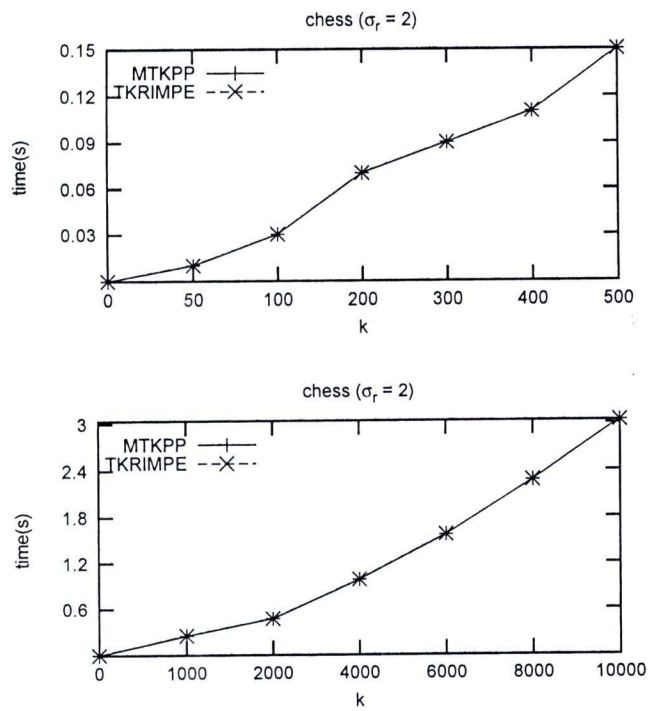 chess (σr = 2)
0.15
0.12
0.09
0.06
0.03
time(s)
MTKPP
TKRIMPE
0 50 100 200 300 400 500
k
chess (σr = 2)
3
2.4
1.8
1.2
0.6
time(s)
MTKPP
TKRIMPE
0 1000 2000 4000 6000 8000 10000
k